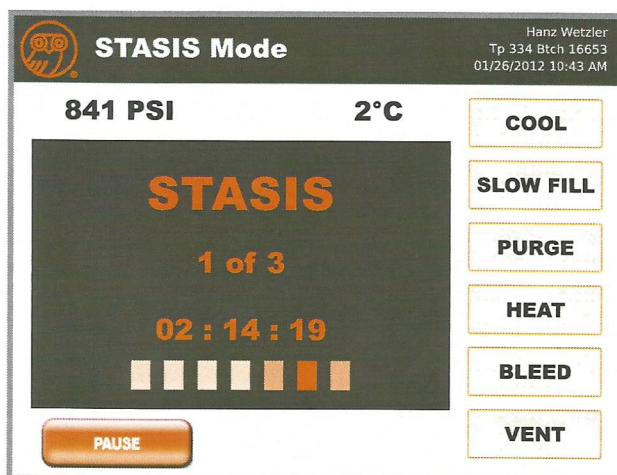 STASIS Mode
Hanz Wetzler
Tp 334 Btch 16653
01/26/2012 10:43 AM
841 PSI 2°C
STASIS
1 of 3
02 : 14 : 19
PAUSE
COOL
SLOW FILL
PURGE
HEAT
BLEED
VENT